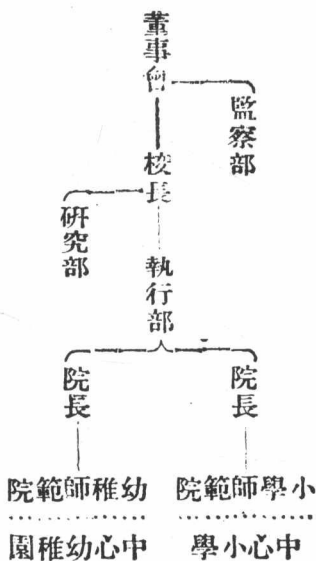 董事會
監察部
校長
研究部
執行部
院長
院長
小學師範院
幼稚師範院
中心小學
中心幼稚園